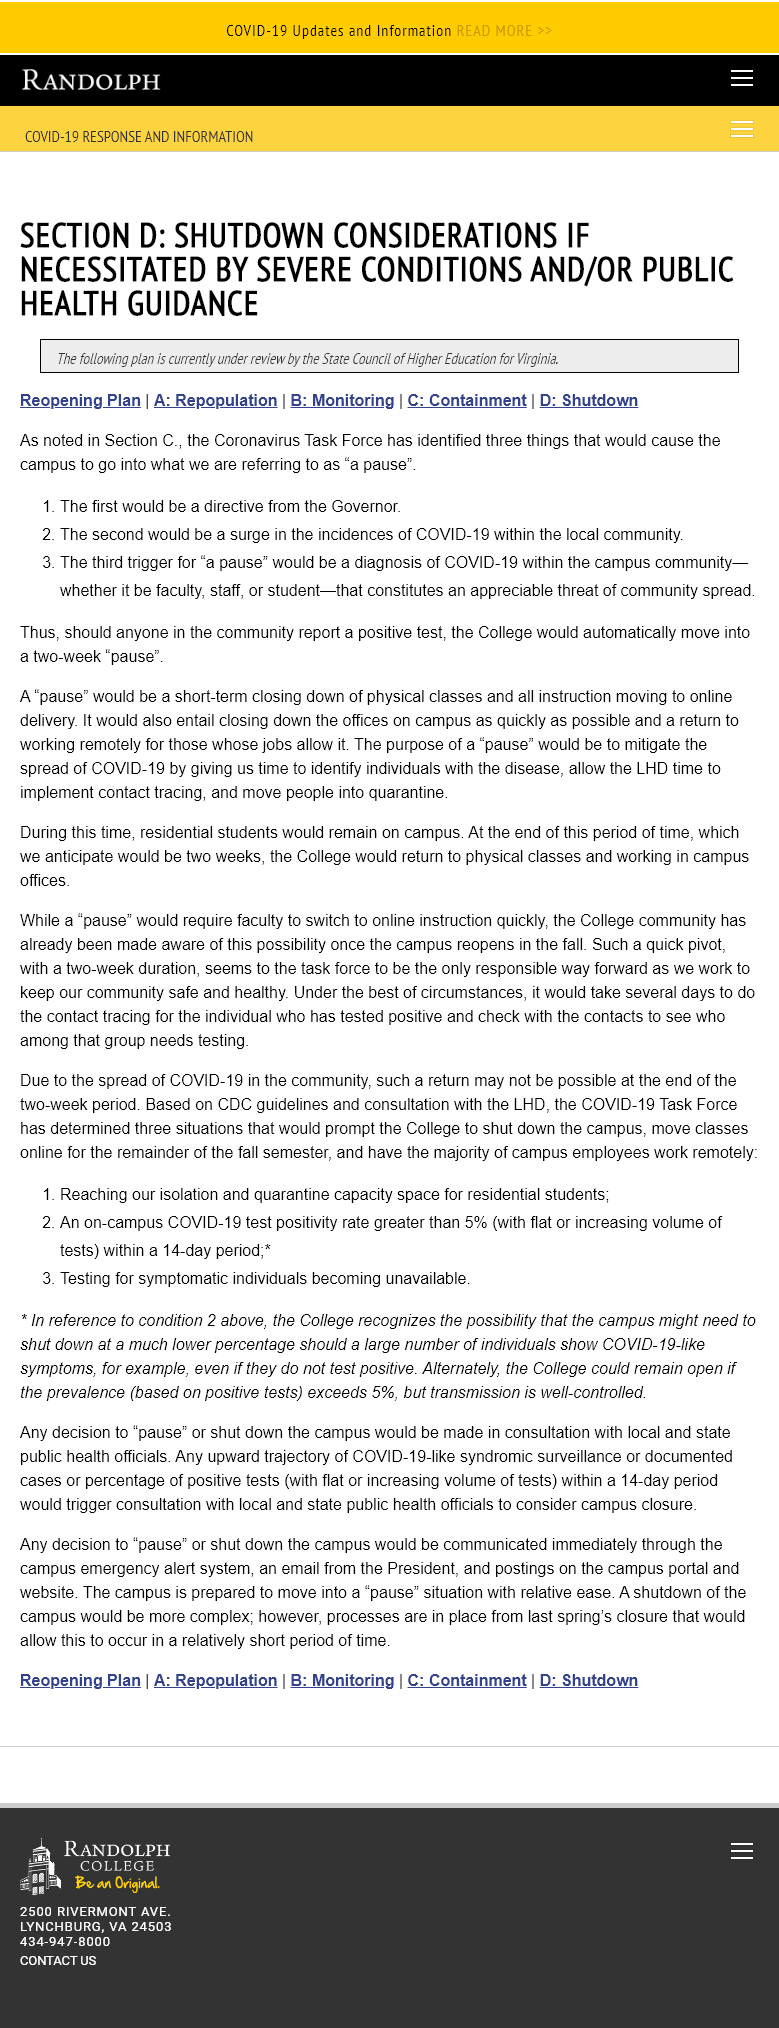 COVID-19 Updates and Information READ MORE >>
RANDOLPH
COVID-19 RESPONSE AND INFORMATION
SECTION D: SHUTDOWN CONSIDERATIONS IF
NECESSITATED BY SEVERE CONDITIONS AND/OR PUBLIC
HEALTH GUIDANCE
The following plan is currently under review by the State Council of Higher Education for Virginia.
Reopening Plan | A: Repopulation | B: Monitoring | C: Containment | D: Shutdown
As noted in Section C., the Coronavirus Task Force has identified three things that would cause the
campus to go into what we are referring to as “a pause”.
1. The first would be a directive from the Governor.
2. The second would be a surge in the incidences of COVID-19 within the local community.
3. The third trigger for “a pause” would be a diagnosis of COVID-19 within the campus community—
whether it be faculty, staff, or student—that constitutes an appreciable threat of community spread.
Thus, should anyone in the community report a positive test, the College would automatically move into
a two-week “pause”.
A “pause” would be a short-term closing down of physical classes and all instruction moving to online
delivery. It would also entail closing down the offices on campus as quickly as possible and a return to
working remotely for those whose jobs allow it. The purpose of a “pause” would be to mitigate the
spread of COVID-19 by giving us time to identify individuals with the disease, allow the LHD time to
implement contact tracing, and move people into quarantine.
During this time, residential students would remain on campus. At the end of this period of time, which
we anticipate would be two weeks, the College would return to physical classes and working in campus
offices.
While a “pause” would require faculty to switch to online instruction quickly, the College community has
already been made aware of this possibility once the campus reopens in the fall. Such a quick pivot,
with a two-week duration, seems to the task force to be the only responsible way forward as we work to
keep our community safe and healthy. Under the best of circumstances, it would take several days to do
the contact tracing for the individual who has tested positive and check with the contacts to see who
among that group needs testing.
Due to the spread of COVID-19 in the community, such a return may not be possible at the end of the
two-week period. Based on CDC guidelines and consultation with the LHD, the COVID-19 Task Force
has determined three situations that would prompt the College to shut down the campus, move classes
online for the remainder of the fall semester, and have the majority of campus employees work remotely:
1. Reaching our isolation and quarantine capacity space for residential students;
2. An on-campus COVID-19 test positivity rate greater than 5% (with flat or increasing volume of
tests) within a 14-day period;*
3. Testing for symptomatic individuals becoming unavailable.
* In reference to condition 2 above, the College recognizes the possibility that the campus might need to
shut down at a much lower percentage should a large number of individuals show COVID-19-like
symptoms, for example, even if they do not test positive. Alternately, the College could remain open if
the prevalence (based on positive tests) exceeds 5%, but transmission is well-controlled.
Any decision to “pause” or shut down the campus would be made in consultation with local and state
public health officials. Any upward trajectory of COVID-19-like syndromic surveillance or documented
cases or percentage of positive tests (with flat or increasing volume of tests) within a 14-day period
would trigger consultation with local and state public health officials to consider campus closure.
Any decision to “pause” or shut down the campus would be communicated immediately through the
campus emergency alert system, an email from the President, and postings on the campus portal and
website. The campus is prepared to move into a “pause” situation with relative ease. A shutdown of the
campus would be more complex; however, processes are in place from last spring’s closure that would
allow this to occur in a relatively short period of time.
Reopening Plan | A: Repopulation | B: Monitoring | C: Containment | D: Shutdown
RANDOLPH
COLLEGE
Be an Original.
2500 RIVERMONT AVE.
LYNCHBURG, VA 24503
434-947-8000
CONTACT US